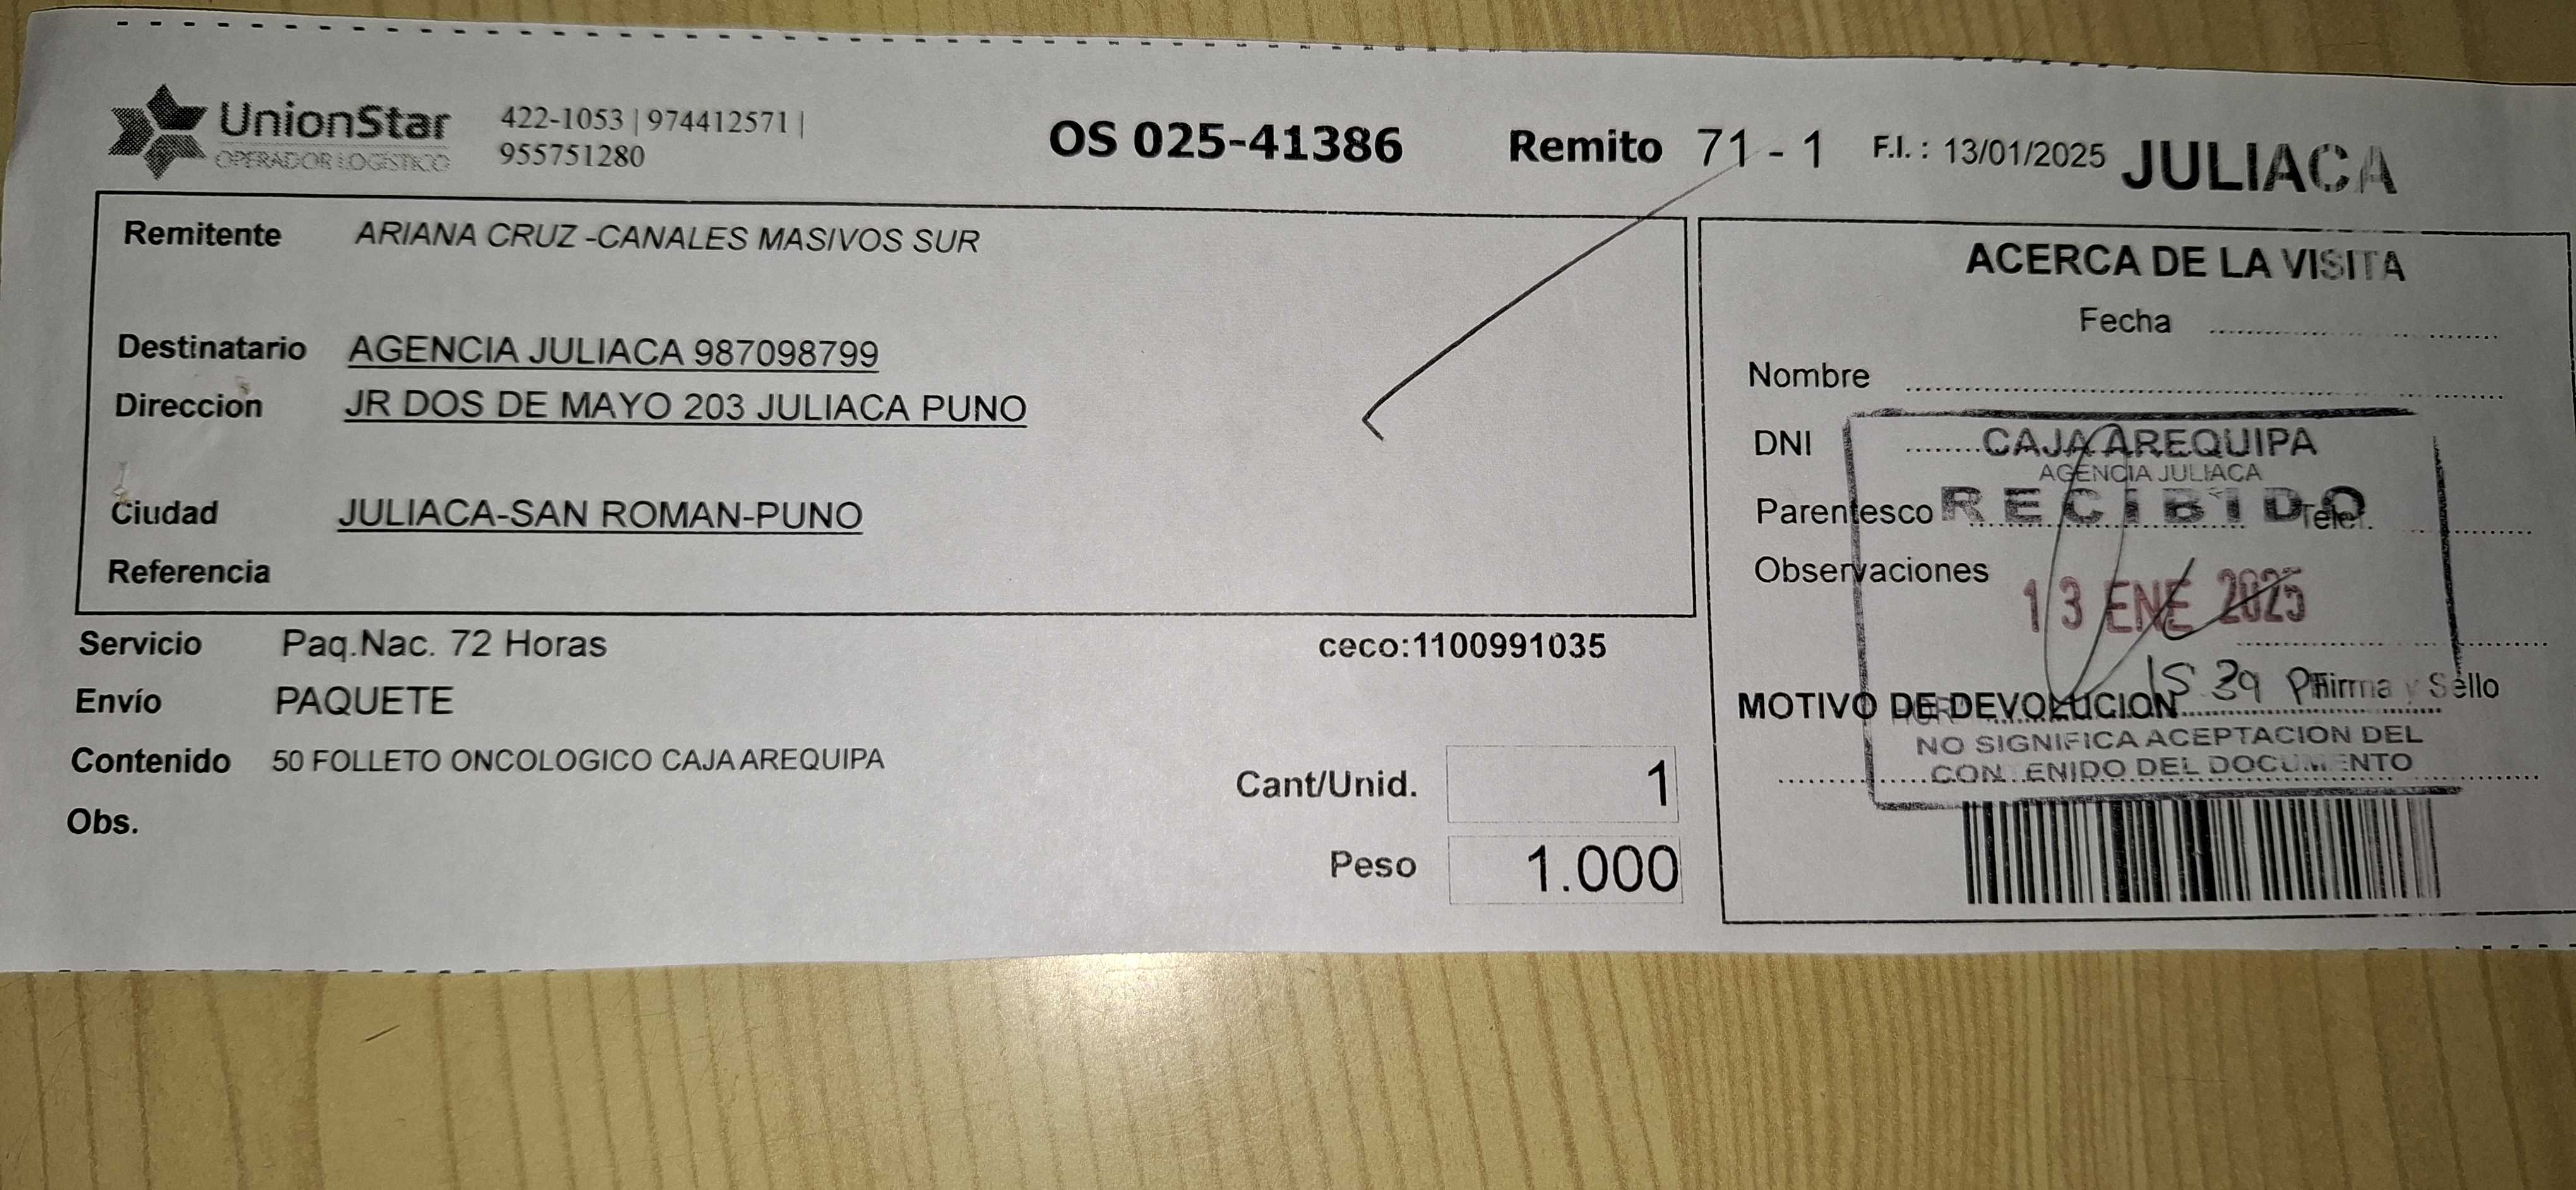 UnionStar
OPERADOR LOGISTICO
422-1053 | 974412571 |
955751280
OS 025-41386
Remito 71 - 1
F.I. : 13/01/2025
JULIACA
Remitente ARIANA CRUZ -CANALES MASIVOS SUR
Destinatario AGENCIA JULIACA 987098799
Direccion JR DOS DE MAYO 203 JULIACA PUNO
Ciudad JULIACA-SAN ROMAN-PUNO
Referencia
Servicio Paq.Nac. 72 Horas
ceco:1100991035
Envío PAQUETE
Contenido 50 FOLLETO ONCOLOGICO CAJA AREQUIPA
Obs.
Cant/Unid. 1
Peso 1.000
ACERCA DE LA VISITA
Fecha
Nombre
DNI
Parentesco
Telef.
Observaciones
Firma y Sello
MOTIVO DE DEVOLUCION
CAJA AREQUIPA
AGENCIA JULIACA
RECIBIDO
13 ENE 2025
NO SIGNIFICA ACEPTACION DEL
CONTENIDO DEL DOCUMENTO